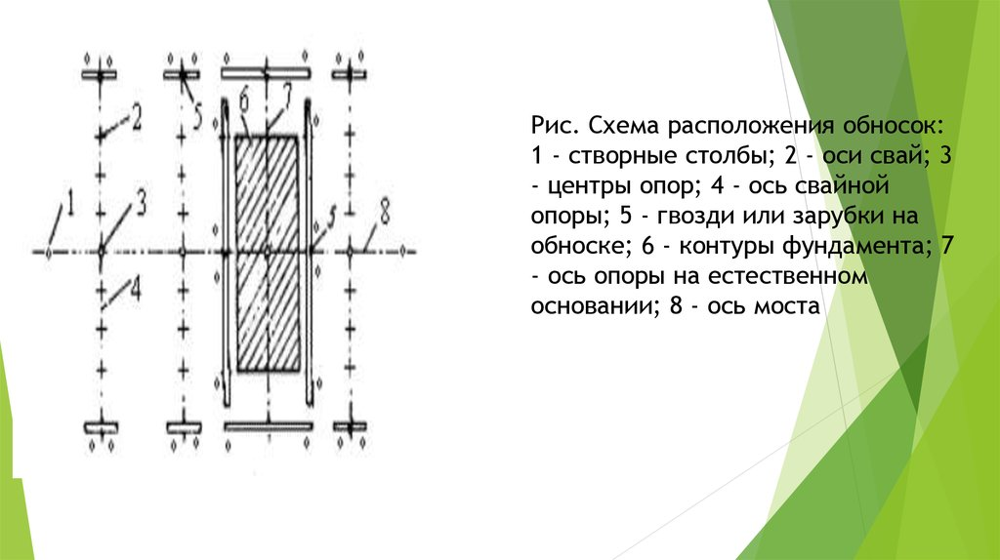 6
7
2
5
1
3
5
8
4
Рис. Схема расположения обносок:
1 - створные столбы; 2 - оси свай; 3
- центры опор; 4 - ось свайной
опоры; 5 - гвозди или зарубки на
обноске; 6 - контуры фундамента; 7
- ось опоры на естественном
основании; 8 - ось моста